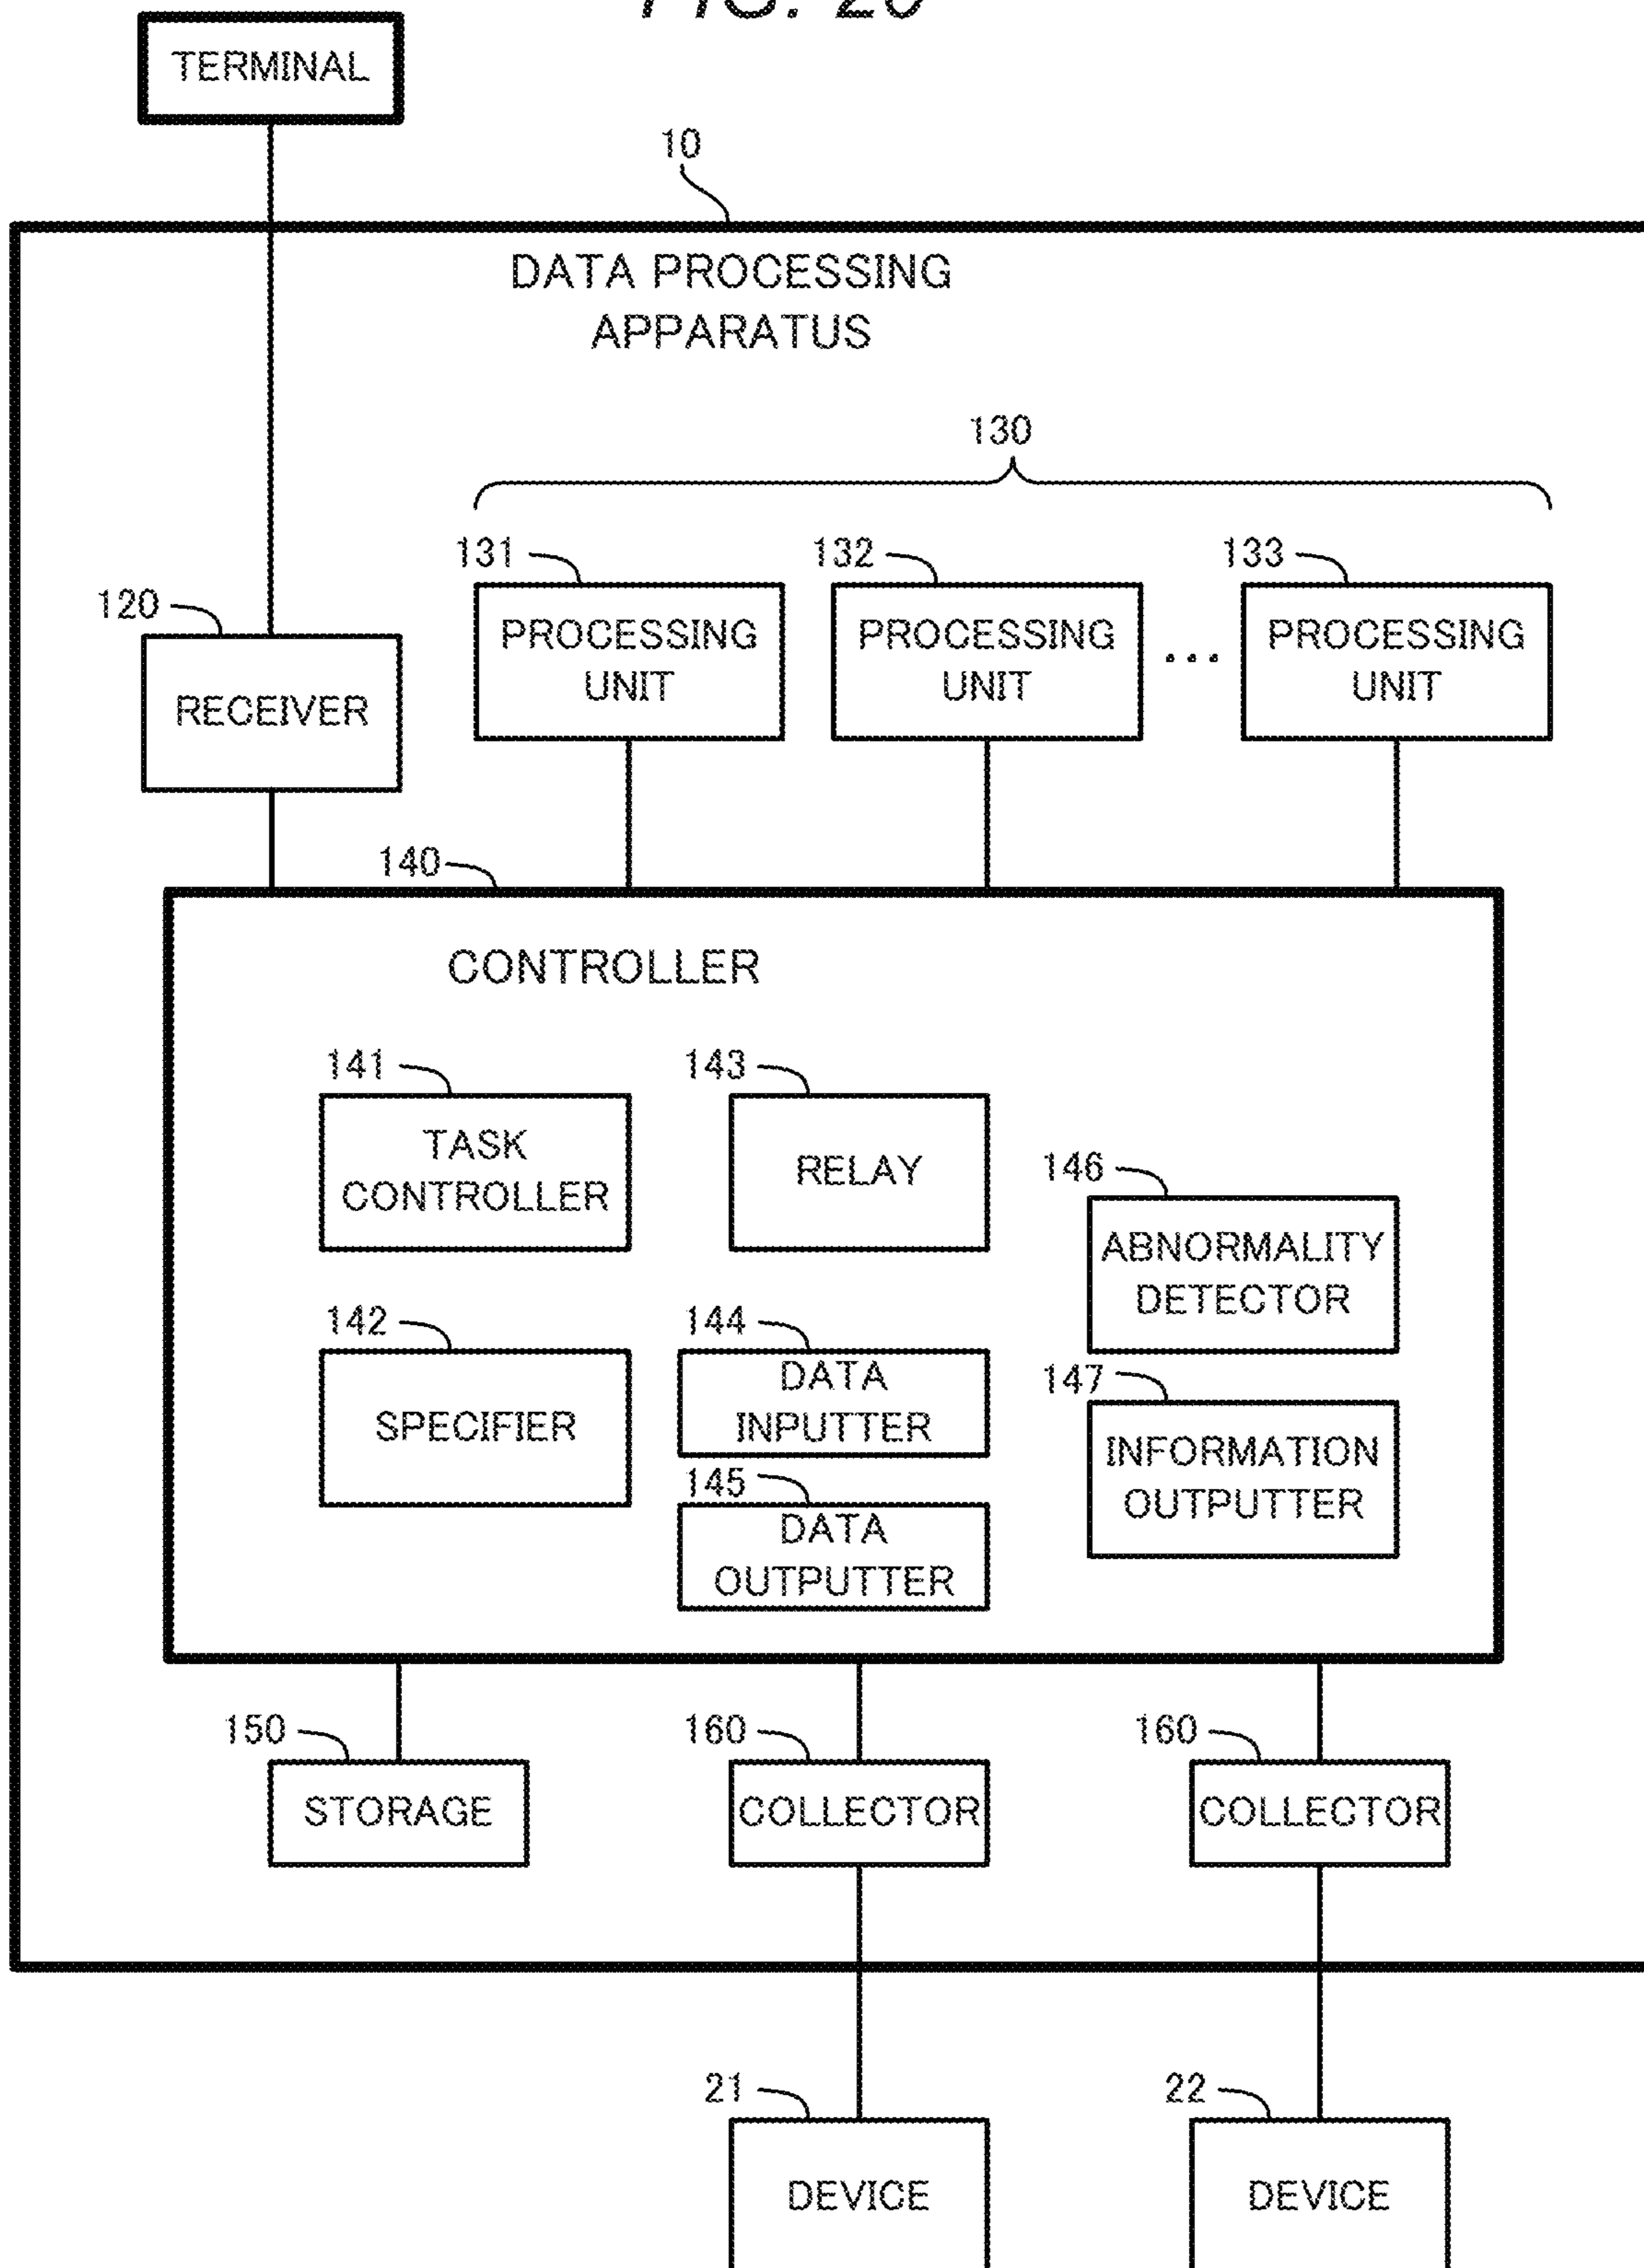 FIG. 20
TERMINAL
10
DATA PROCESSING
APPARATUS
130
131
132
133
120
PROCESSING
UNIT
PROCESSING
UNIT
...
PROCESSING
UNIT
RECEIVER
140
CONTROLLER
141
143
TASK
CONTROLLER
RELAY
146
ABNORMALITY
DETECTOR
142
144
SPECIFIER
DATA
INPUTTER
147
INFORMATION
OUTPUTTER
145
DATA
OUTPUTTER
150
160
160
STORAGE
COLLECTOR
COLLECTOR
21
22
DEVICE
DEVICE